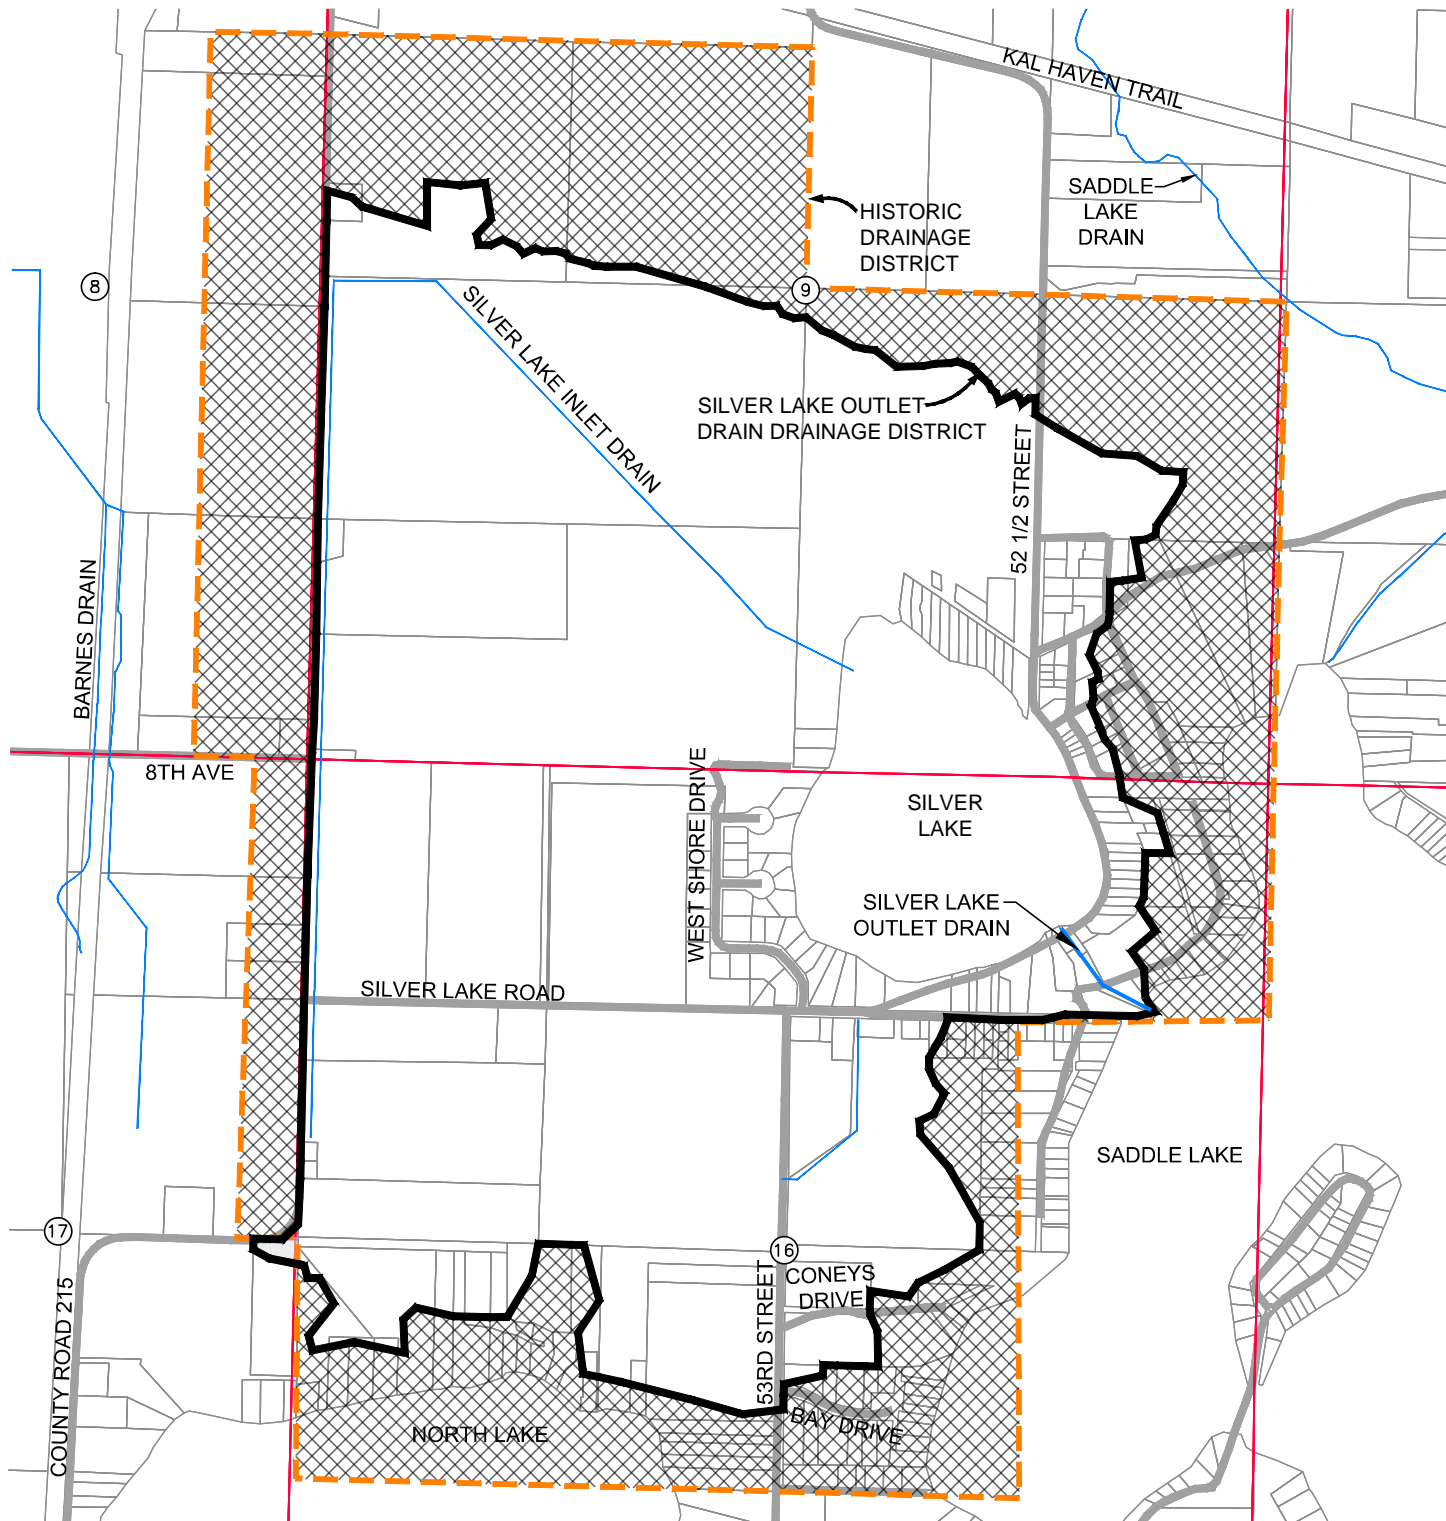 KAL HAVEN TRAIL
SADDLE
LAKE
DRAIN
HISTORIC
DRAINAGE
DISTRICT
8
9
SILVER LAKE INLET DRAIN
SILVER LAKE OUTLET
DRAIN DRAINAGE DISTRICT
52 1/2 STREET
BARNES DRAIN
8TH AVE
WEST SHORE DRIVE
SILVER
LAKE
SILVER LAKE
OUTLET DRAIN
SILVER LAKE ROAD
SADDLE LAKE
17
16
CONEYS
DRIVE
COUNTY ROAD 215
53RD STREET
BAY DRIVE
NORTH LAKE